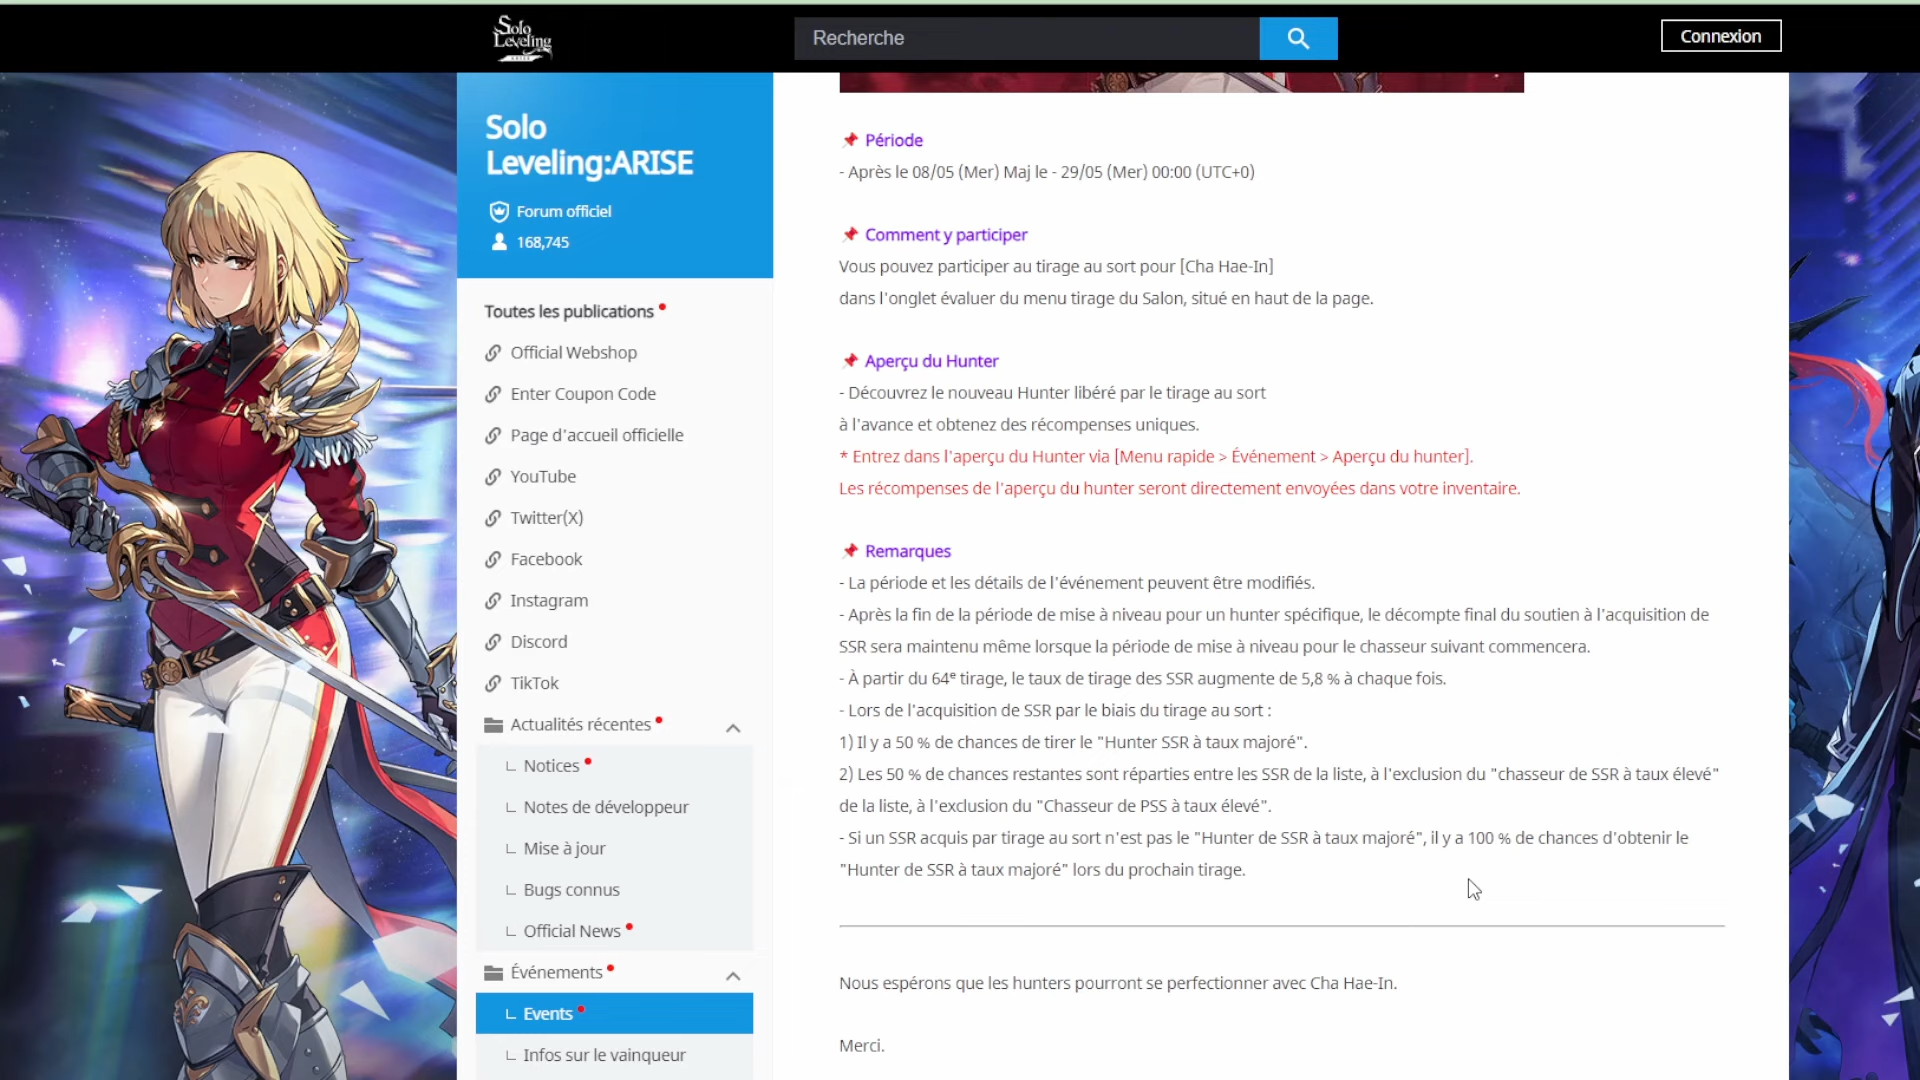 Solo
Leveling
ARISE
Recherche
Connexion
Solo
Leveling:ARISE
Forum officiel
168,745
Toutes les publications
Official Webshop
Enter Coupon Code
Page d'accueil officielle
YouTube
Twitter(X)
Facebook
Instagram
Discord
TikTok
Actualités récentes
Notices
Notes de développeur
Mise à jour
Bugs connus
Official News
Événements
Events
Infos sur le vainqueur
Période
- Après le 08/05 (Mer) Maj le - 29/05 (Mer) 00:00 (UTC+0)
Comment y participer
Vous pouvez participer au tirage au sort pour [Cha Hae-In]
dans l'onglet évaluer du menu tirage du Salon, situé en haut de la page.
Aperçu du Hunter
- Découvrez le nouveau Hunter libéré par le tirage au sort
à l'avance et obtenez des récompenses uniques.
* Entrez dans l'aperçu du Hunter via [Menu rapide > Événement > Aperçu du hunter].
Les récompenses de l'aperçu du hunter seront directement envoyées dans votre inventaire.
Remarques
- La période et les détails de l'événement peuvent être modifiés.
- Après la fin de la période de mise à niveau pour un hunter spécifique, le décompte final du soutien à l'acquisition de
SSR sera maintenu même lorsque la période de mise à niveau pour le chasseur suivant commencera.
- À partir du 64ᵉ tirage, le taux de tirage des SSR augmente de 5,8 % à chaque fois.
- Lors de l'acquisition de SSR par le biais du tirage au sort :
1) Il y a 50 % de chances de tirer le "Hunter SSR à taux majoré".
2) Les 50 % de chances restantes sont réparties entre les SSR de la liste, à l'exclusion du "chasseur de SSR à taux élevé"
de la liste, à l'exclusion du "Chasseur de PSS à taux élevé".
- Si un SSR acquis par tirage au sort n'est pas le "Hunter de SSR à taux majoré", il y a 100 % de chances d'obtenir le
"Hunter de SSR à taux majoré" lors du prochain tirage.
Nous espérons que les hunters pourront se perfectionner avec Cha Hae-In.
Merci.